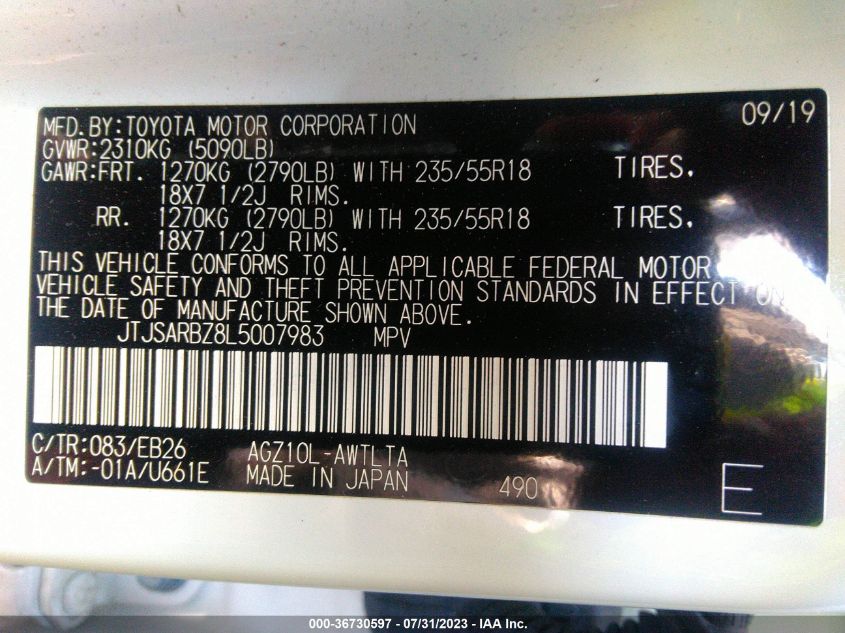 MFD.BY:TOYOTA MOTOR CORPORATION 09/19
GVWR:2310KG (5090LB)
GAWR:FRT. 1270KG (2790LB) WITH 235/55R18 TIRES.
18X7 1/2J RIMS.
RR. 1270KG (2790LB) WITH 235/55R18 TIRES.
18X7 1/2J RIMS.
THIS VEHICLE CONFORMS TO ALL APPLICABLE FEDERAL MOTOR
VEHICLE SAFETY AND THEFT PREVENTION STANDARDS IN EFFECT ON
THE DATE OF MANUFACTURE SHOWN ABOVE.
JTJSARBZ8L5007983 MPV
C/TR:083/EB26 AGZ10L-AWTLTA
A/TM:-01A/U661E MADE IN JAPAN 490 E
000-36730597 - 07/31/2023 - IAA Inc.